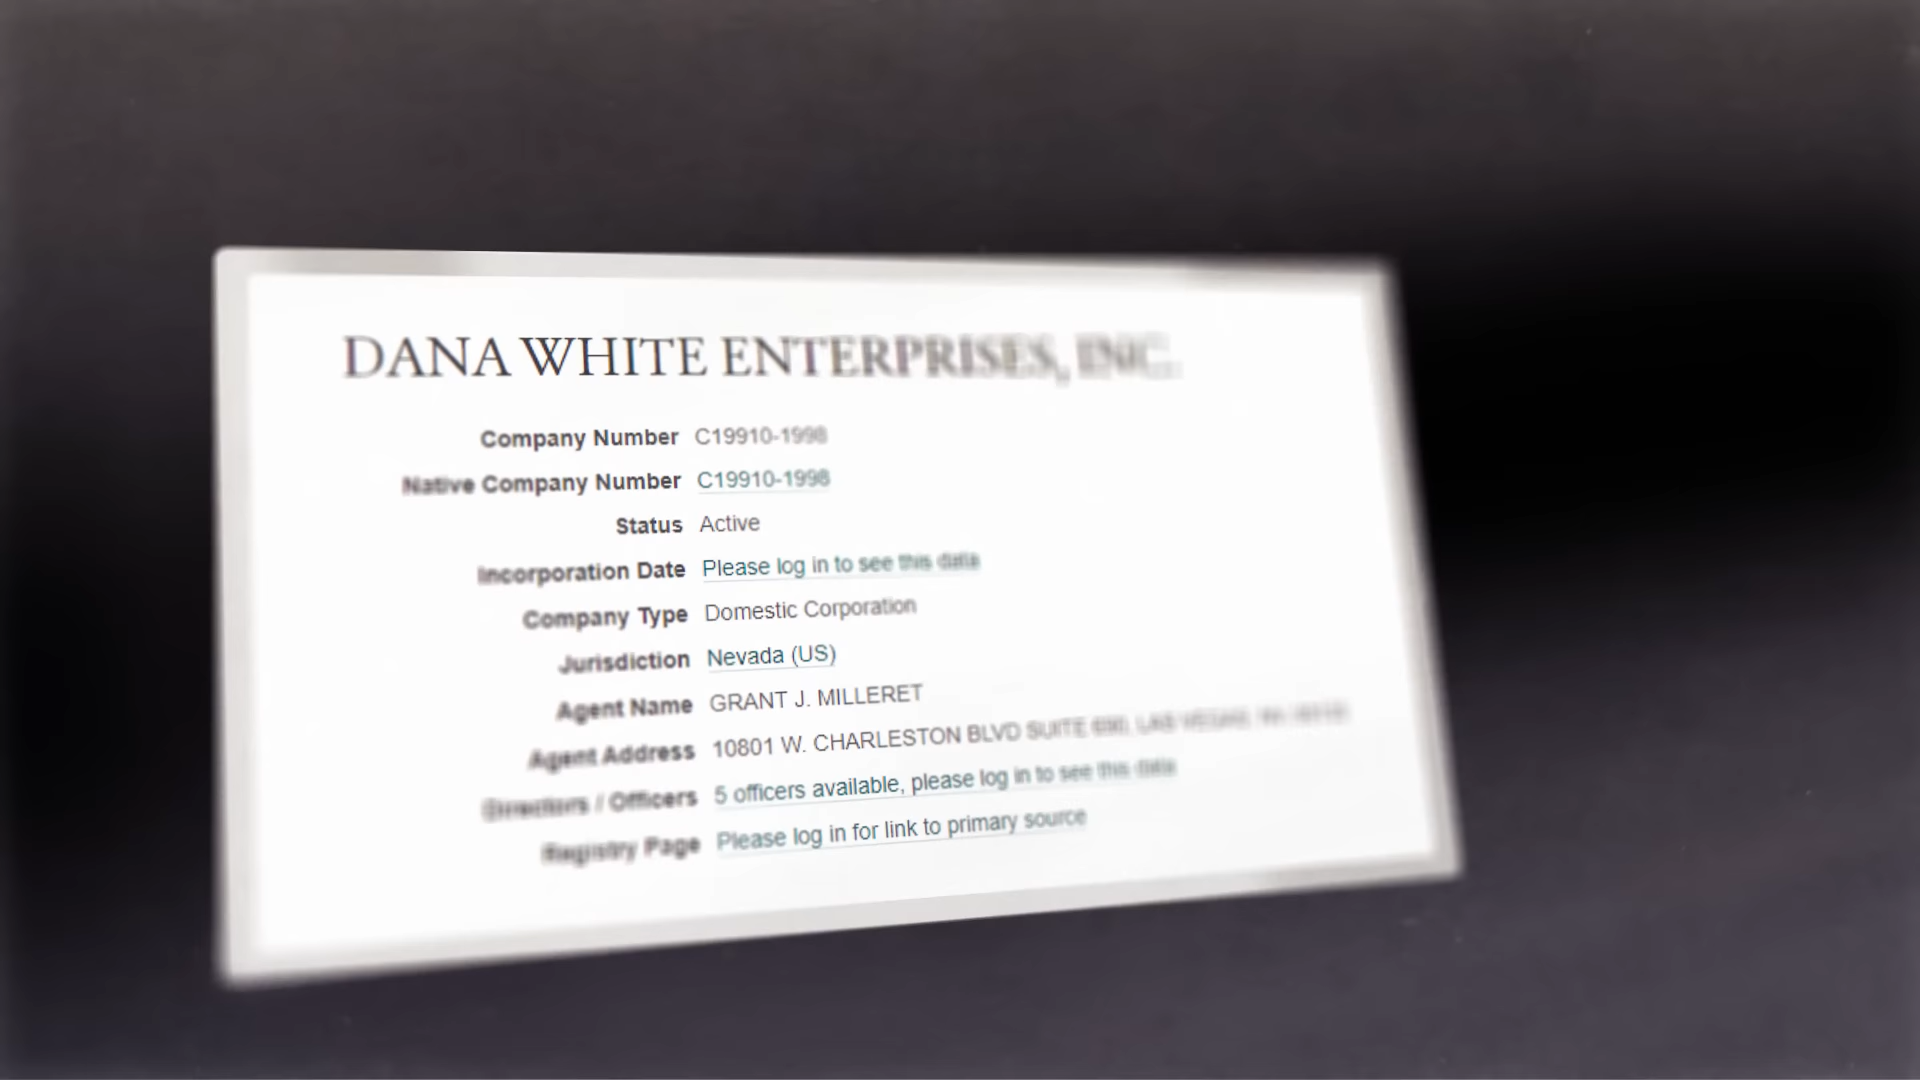 DANA WHITE ENTERPRISES, INC.
Company Number C19910-1998
Native Company Number C19910-1998
Status Active
Incorporation Date Please log in to see this data
Company Type Domestic Corporation
Jurisdiction Nevada (US)
Agent Name GRANT J. MILLERET
Agent Address 10801 W. CHARLESTON BLVD SUITE LAS VEGAS,
Directors / Officers 5 officers available, please log in to see this data
Registry Page Please log in for link to primary source